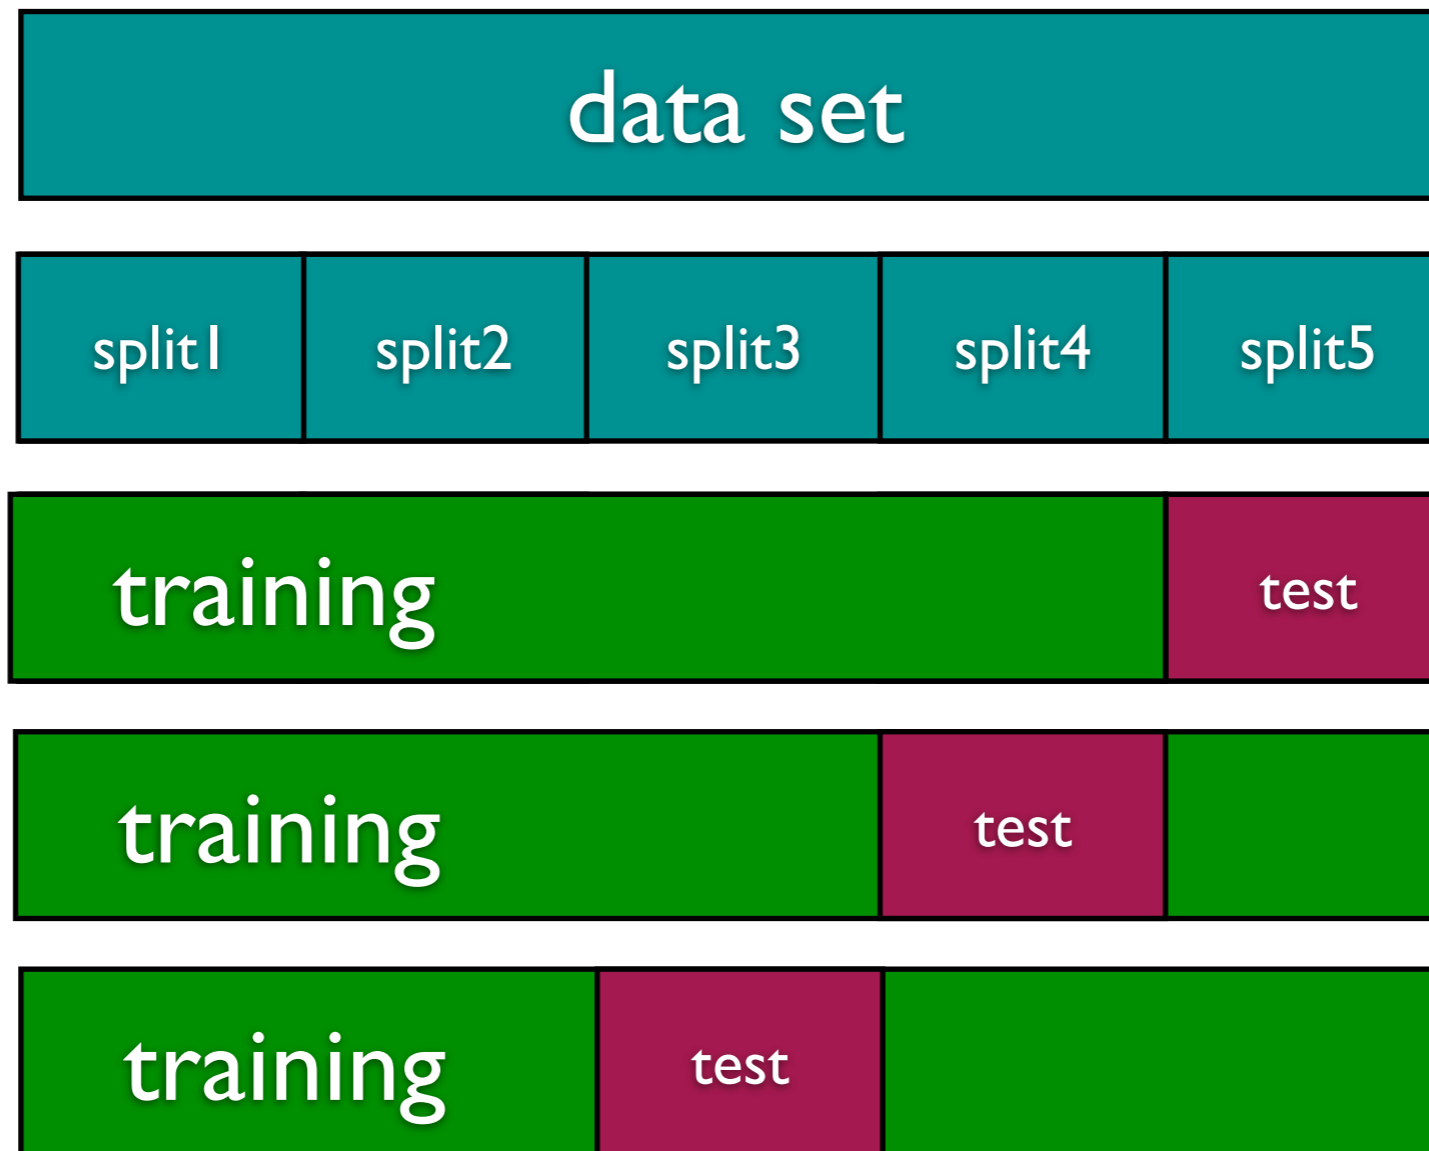 data set
split1
split2
split3
split4
split5
training
test
training
test
training
test